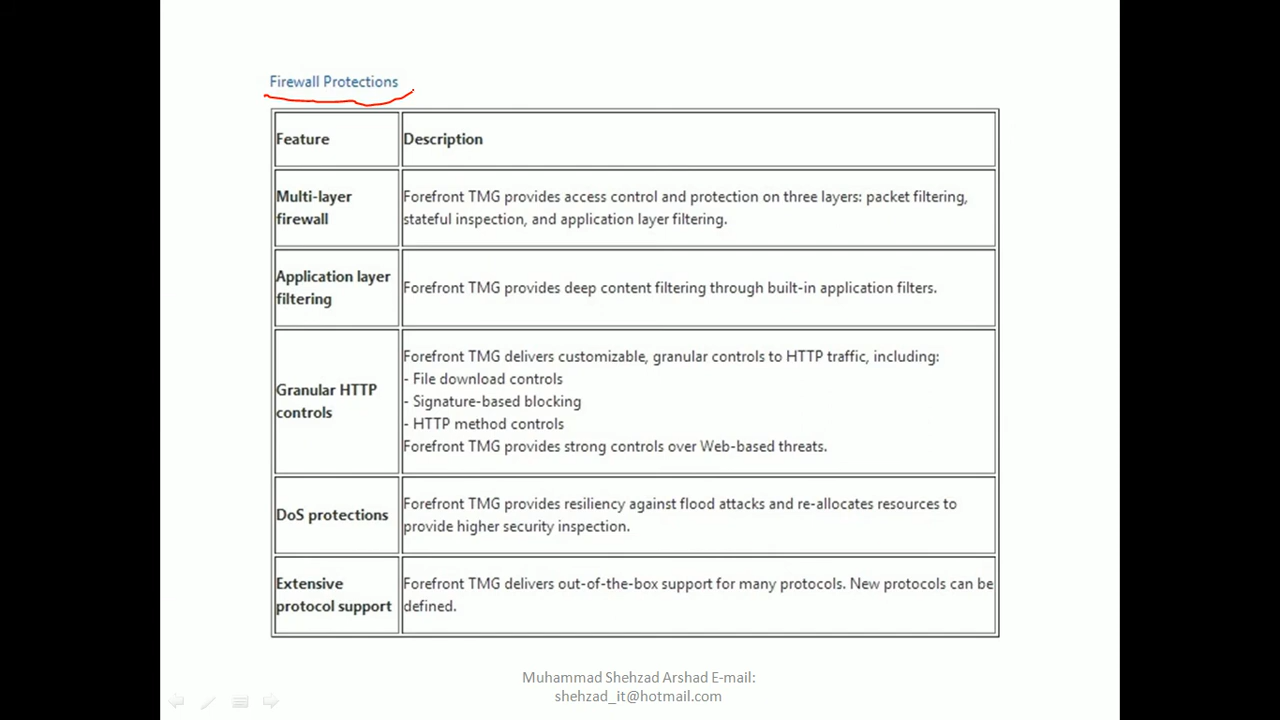 Firewall Protections
Feature
Description
Multi-layer
firewall
Forefront TMG provides access control and protection on three layers: packet filtering,
stateful inspection, and application layer filtering.
Application layer
filtering
Forefront TMG provides deep content filtering through built-in application filters.
Granular HTTP
controls
Forefront TMG delivers customizable, granular controls to HTTP traffic, including:
- File download controls
- Signature-based blocking
- HTTP method controls
Forefront TMG provides strong controls over Web-based threats.
DoS protections
Forefront TMG provides resiliency against flood attacks and re-allocates resources to
provide higher security inspection.
Extensive
protocol support
Forefront TMG delivers out-of-the-box support for many protocols. New protocols can be
defined.
Muhammad Shehzad Arshad E-mail:
shehzad_it@hotmail.com